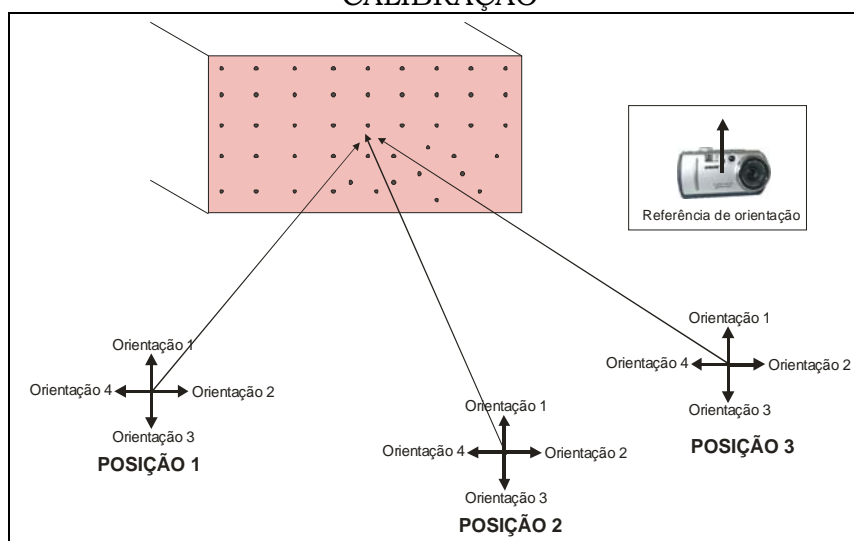 CALIBRAÇÃO
Referência de orientação
Orientação 1
Orientação 4
Orientação 2
Orientação 3
POSIÇÃO 1
Orientação 1
Orientação 4
Orientação 2
Orientação 3
POSIÇÃO 2
Orientação 1
Orientação 4
Orientação 2
Orientação 3
POSIÇÃO 3